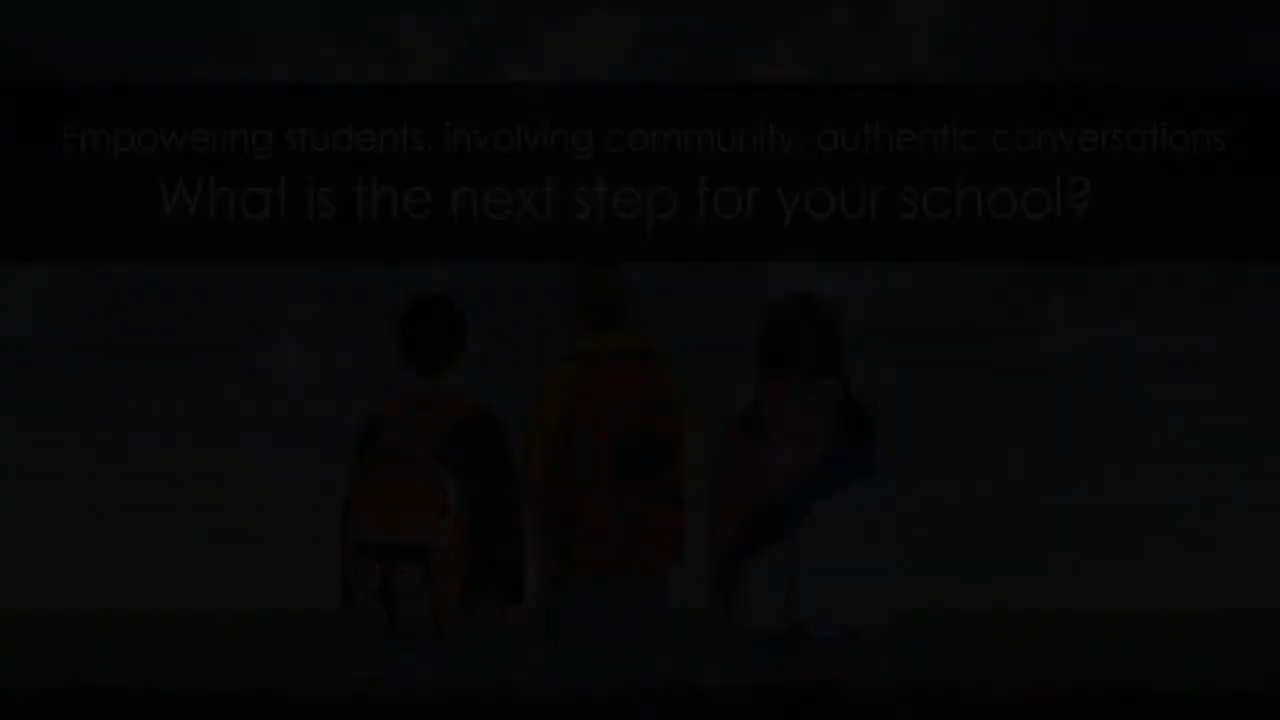 Empowering students, involving community, authentic conversations
What is the next step for your school?